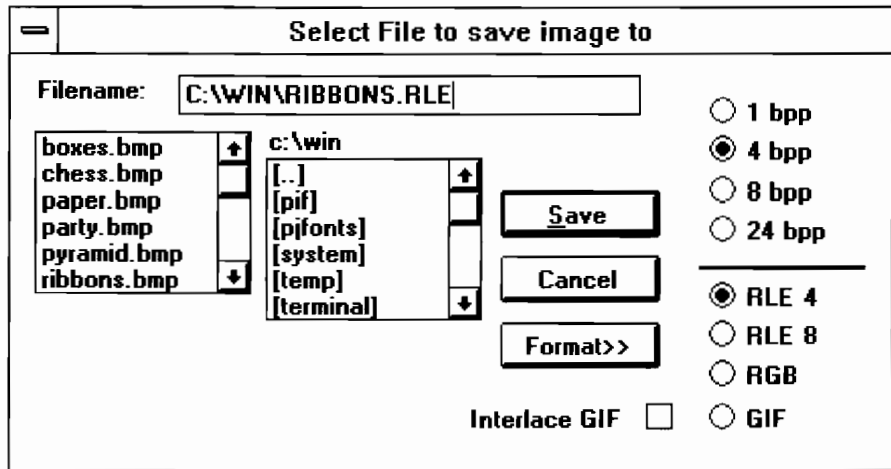 Select File to save image to
Filename: C:\WIN\RIBBONS.RLE
boxes.bmp
chess.bmp
paper.bmp
party.bmp
pyramid.bmp
ribbons.bmp
c:\win
[..]
[pif]
[pjfonts]
[system]
[temp]
[terminal]
Save
Cancel
Format>>
Interlace GIF
1 bpp
4 bpp
8 bpp
24 bpp
RLE 4
RLE 8
RGB
GIF